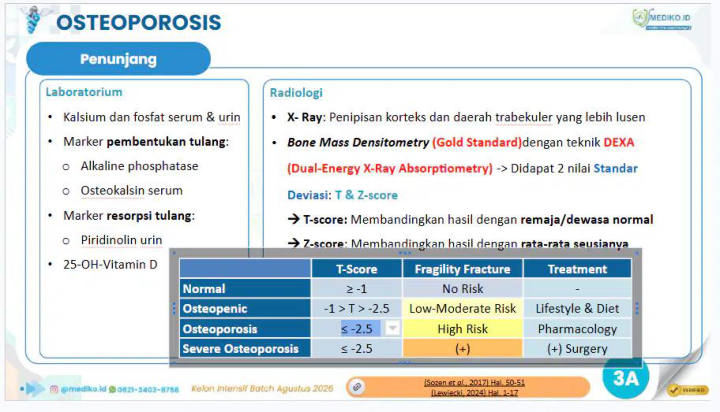 OSTEOPOROSIS
MEDIKO.ID
Penunjang
Laboratorium
• Kalsium dan fosfat serum & urin
• Marker pembentukan tulang:
o Alkaline phosphatase
o Osteokalsin serum
• Marker resorpsi tulang:
o Piridinolin urin
• 25-OH-Vitamin D
Radiologi
• X- Ray: Penipisan korteks dan daerah trabekuler yang lebih lusen
• Bone Mass Densitometry (Gold Standard)dengan teknik DEXA
(Dual-Energy X-Ray Absorptiometry) -> Didapat 2 nilai Standar
Deviasi: T & Z-score
→ T-score: Membandingkan hasil dengan remaja/dewasa normal
→ Z-score: Membandingkan hasil dengan rata-rata seusianya
T-Score Fragility Fracture Treatment
Normal ≥ -1 No Risk -
Osteopenic -1 > T > -2.5 Low-Moderate Risk Lifestyle & Diet
Osteoporosis ≤ -2.5 High Risk Pharmacology
Severe Osteoporosis ≤ -2.5 (+) (+) Surgery
@mediko.id 0821-3403-8758 Kelon Intensif Batch Agustus 2026
(Sozen et al., 2017) Hal. 50-51
(Lewiecki, 2024) Hal. 1-17
3A
VERIFIED